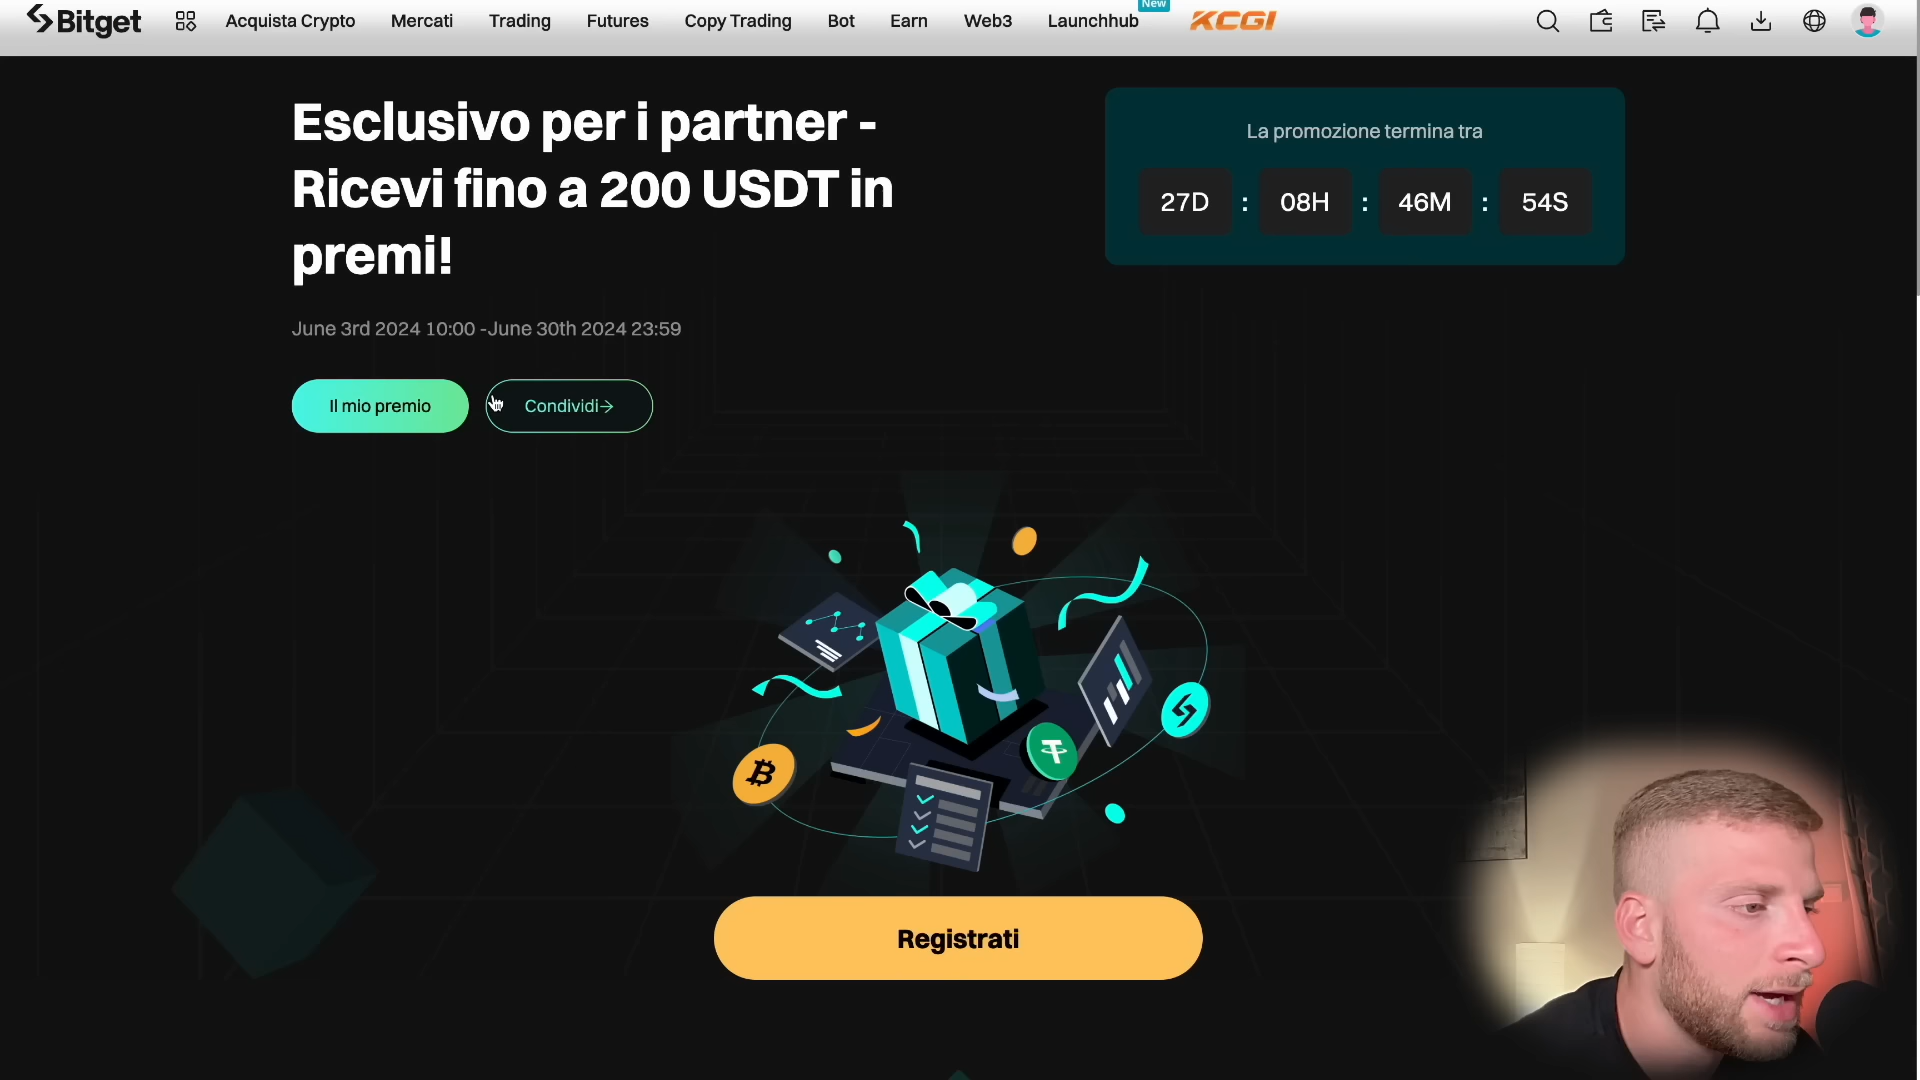 Bitget
Acquista Crypto
Mercati
Trading
Futures
Copy Trading
Bot
Earn
Web3
Launchhub
New
KCGI
Esclusivo per i partner -
Ricevi fino a 200 USDT in
premi!
June 3rd 2024 10:00 -June 30th 2024 23:59
Il mio premio
Condividi→
La promozione termina tra
27D : 08H : 46M : 54S
Registrati